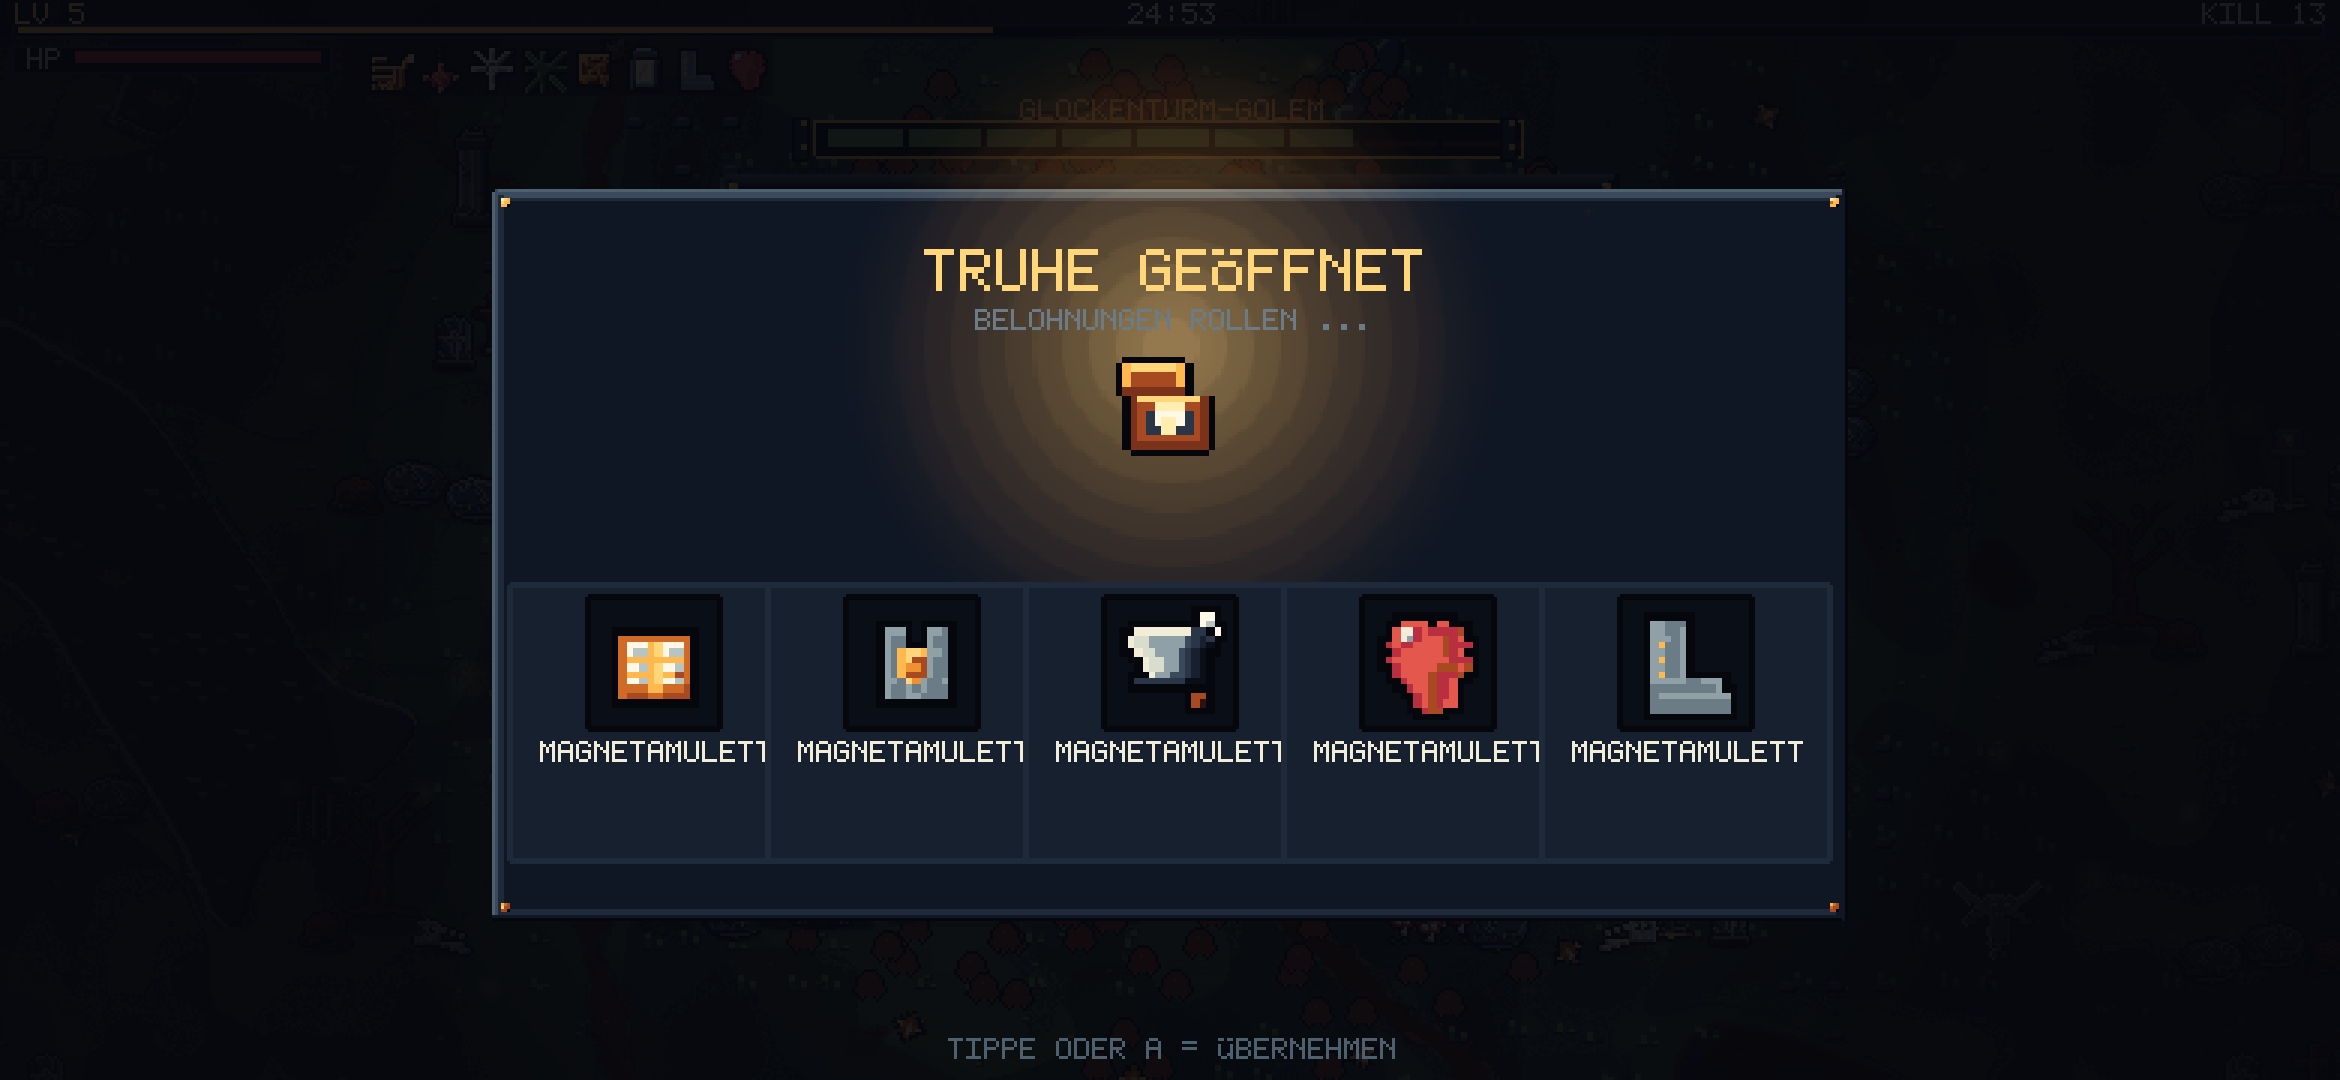 LV 5
24:53
KILL 13
HP
GLOCKENTURM-GOLEM
TRUHE GEöFFNET
BELOHNUNGEN ROLLEN ...
MAGNETAMULETT MAGNETAMULETT MAGNETAMULETT MAGNETAMULETT MAGNETAMULETT
TIPPE ODER A = üBERNEHMEN